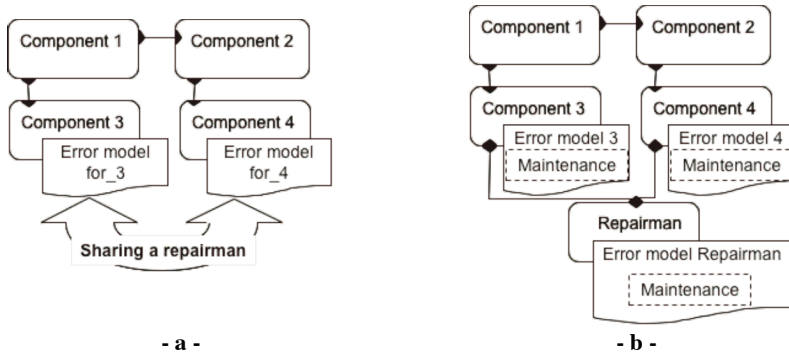 Component 1
Component 2
Component 3
Component 4
Error model
for_3
Error model
for_4
Sharing a repairman
- a -
Component 1
Component 2
Component 3
Component 4
Error model 3
Maintenance
Error model 4
Maintenance
Repairman
Error model Repairman
Maintenance
- b -